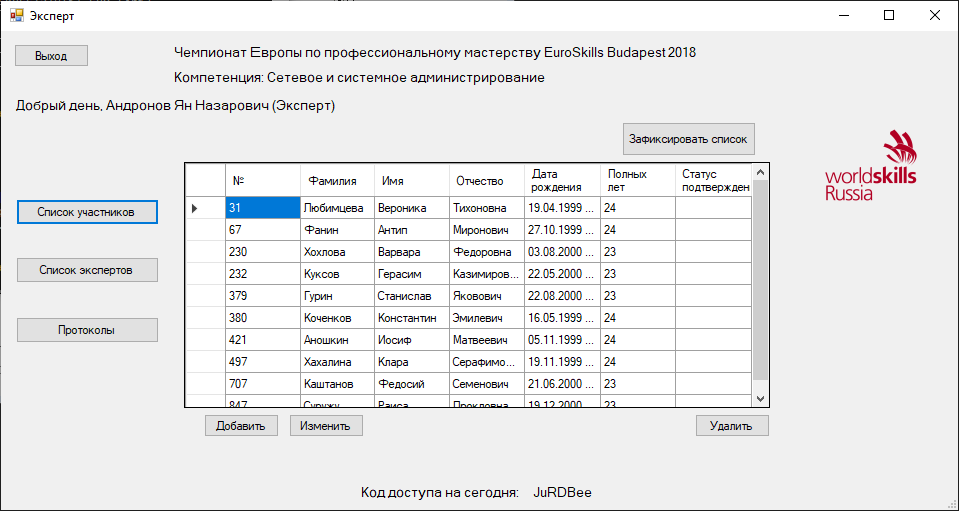 Эксперт
Выход
Чемпионат Европы по профессиональному мастерству EuroSkills Budapest 2018
Компетенция: Сетевое и системное администрирование
Добрый день, Андронов Ян Назарович (Эксперт)
Зафиксировать список
worldskills
Russia
Список участников
Список экспертов
Протоколы
№ Фамилия Имя Отчество Дата рождения Полных лет Статус подтвержден
31 Любимцева Вероника Тихоновна 19.04.1999 ... 24
67 Фанин Антип Миронович 27.10.1999 ... 24
230 Хохлова Варвара Федоровна 03.08.2000 ... 23
232 Куксов Герасим Казимиров... 22.05.2000 ... 23
379 Гурин Станислав Яковович 22.08.2000 ... 23
380 Коченков Константин Эмилевич 16.05.1999 ... 24
421 Аношкин Иосиф Матвеевич 05.11.1999 ... 24
497 Хахалина Клара Серафимо... 19.11.1999 ... 24
707 Каштанов Федосий Семенович 21.06.2000 ... 23
847 Суружу Раиса Прокловна 19.12.2000 23
Добавить Изменить Удалить
Код доступа на сегодня: JuRDBee